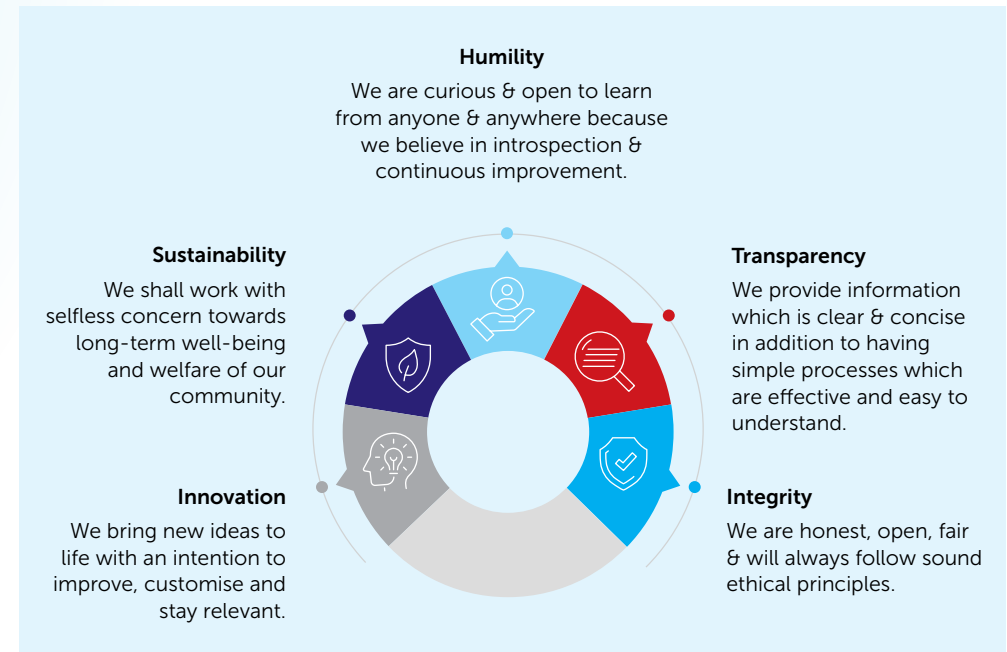 Humility
We are curious & open to learn
from anyone & anywhere because
we believe in introspection &
continuous improvement.
Sustainability
We shall work with
selfless concern towards
long-term well-being
and welfare of our
community.
Transparency
We provide information
which is clear & concise
in addition to having
simple processes which
are effective and easy to
understand.
Innovation
We bring new ideas to
life with an intention to
improve, customise and
stay relevant.
Integrity
We are honest, open, fair
& will always follow sound
ethical principles.